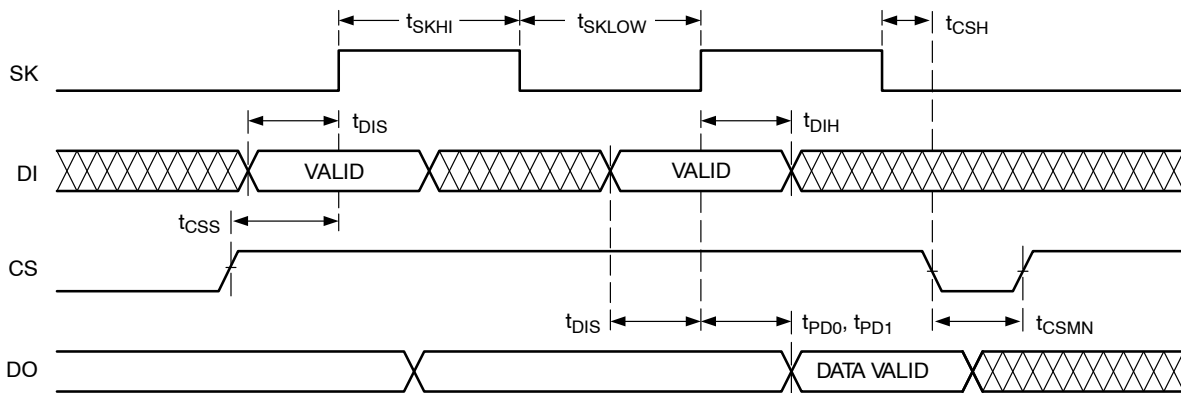 tSKHI tSKLOW tCSH
SK
tDIS tDIH
DI VALID VALID
tCSS
CS
tDIS tPD0, tPD1 tCSMN
DO DATA VALID